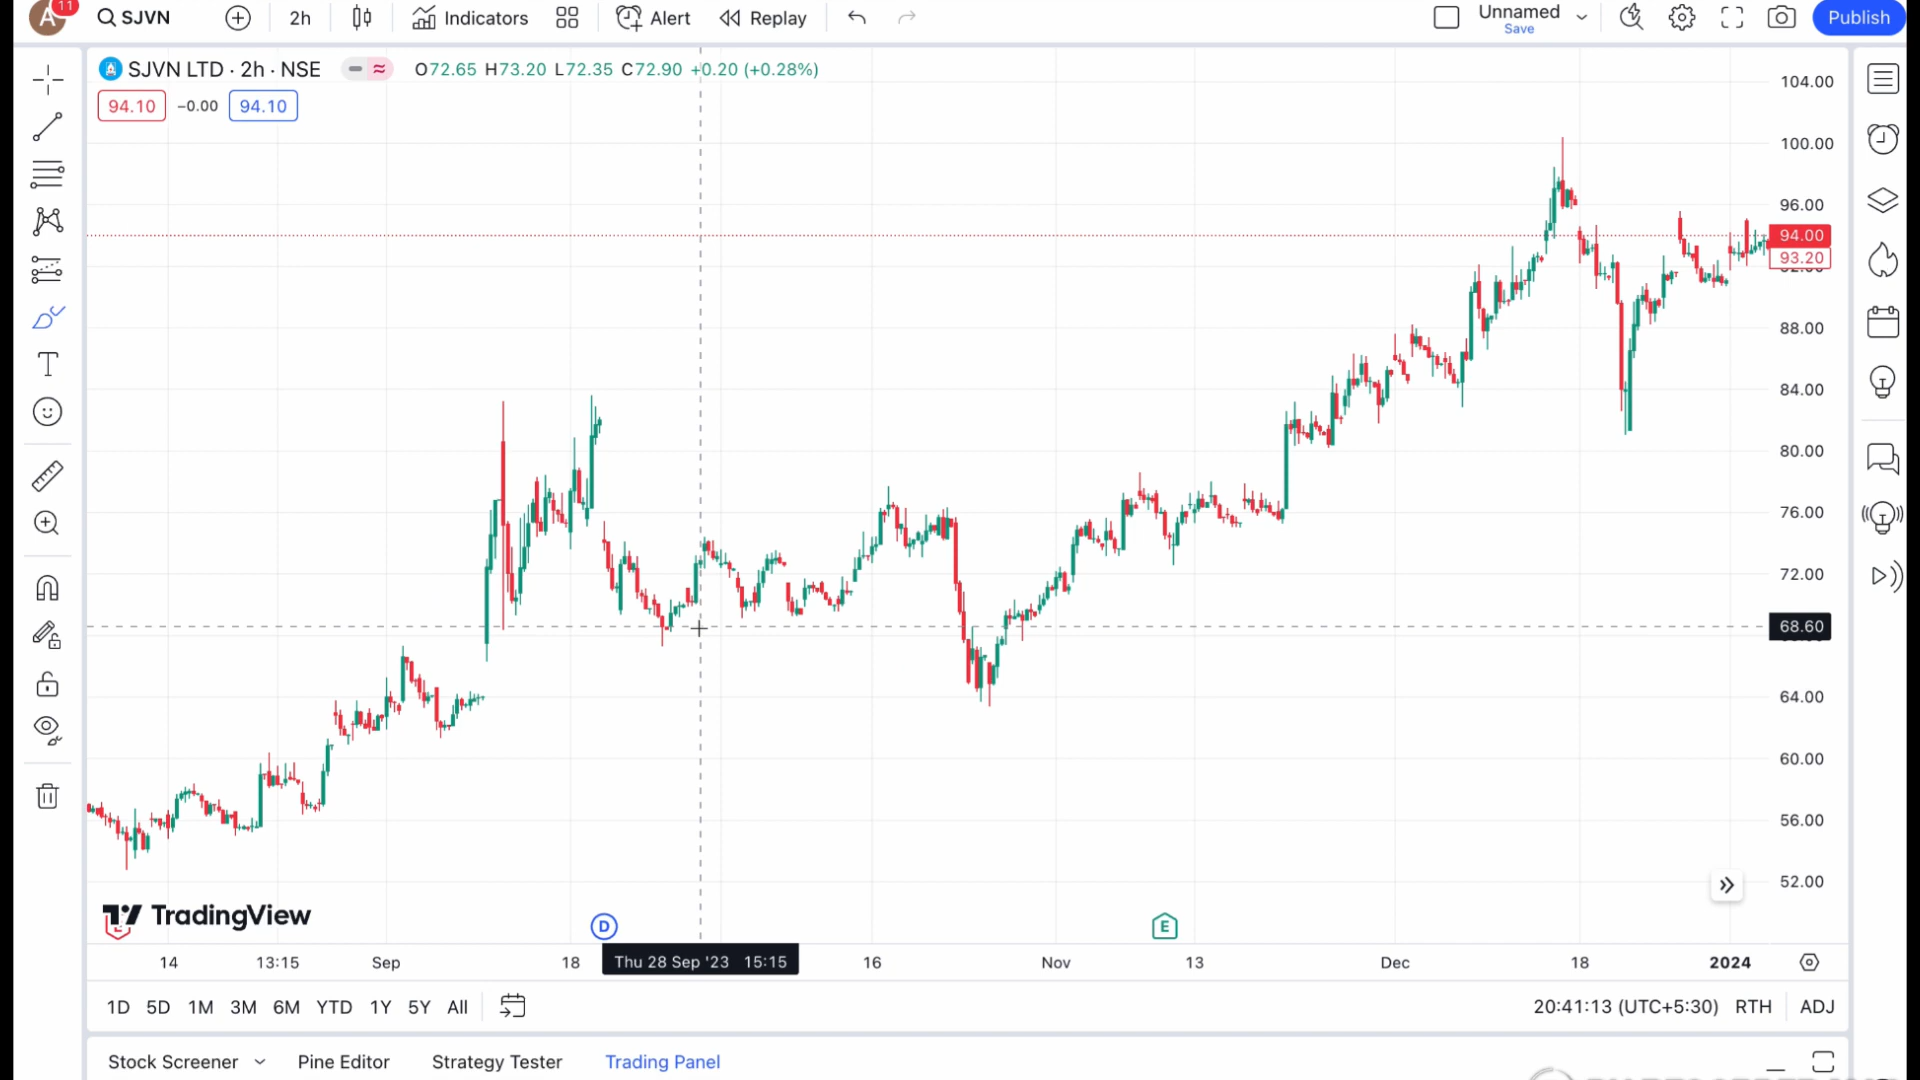 A
11
SJVN
2h
Indicators
Alert
Replay
Unnamed
Save
Publish
SJVN LTD · 2h · NSE
O72.65 H73.20 L72.35 C72.90 +0.20 (+0.28%)
94.10 −0.00 94.10
104.00
100.00
96.00
94.00
93.20
88.00
84.00
80.00
76.00
72.00
68.60
64.00
60.00
56.00
52.00
TradingView
D
E
14 13:15 Sep 18 Thu 28 Sep '23 15:15 16 Nov 13 Dec 18 2024
1D 5D 1M 3M 6M YTD 1Y 5Y All
20:41:13 (UTC+5:30) RTH ADJ
Stock Screener Pine Editor Strategy Tester Trading Panel